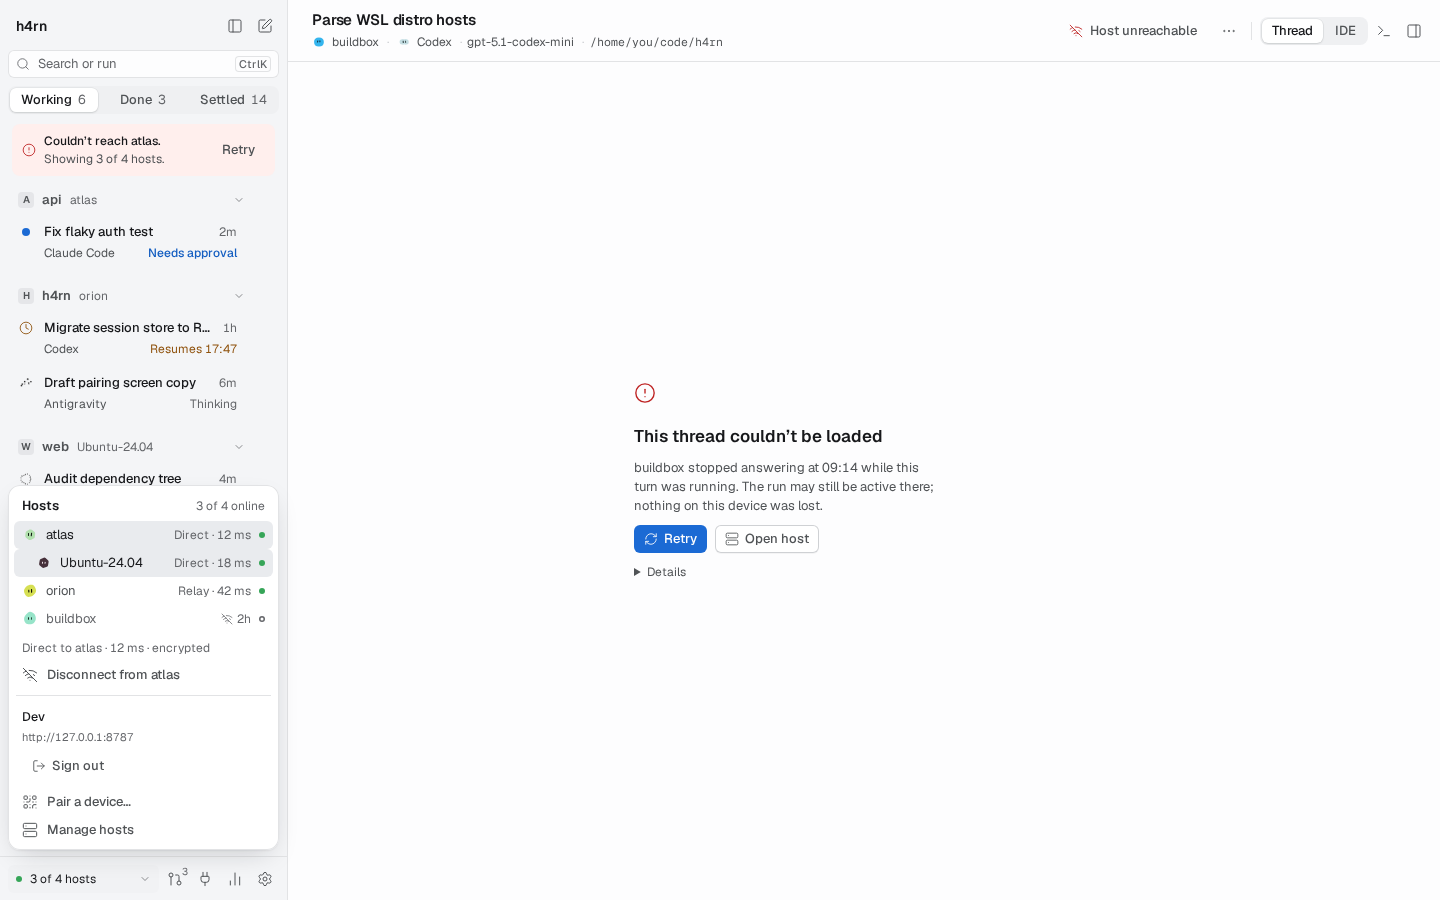 h4rn
Search or run CtrlK
Working 6 Done 3 Settled 14
Couldn't reach atlas.
Showing 3 of 4 hosts.
Retry
A api atlas
Fix flaky auth test 2m
Claude Code Needs approval
H h4rn orion
Migrate session store to R... 1h
Codex Resumes 17:47
Draft pairing screen copy 6m
Antigravity Thinking
W web Ubuntu-24.04
Audit dependency tree 4m
Hosts 3 of 4 online
atlas Direct · 12 ms
Ubuntu-24.04 Direct · 18 ms
orion Relay · 42 ms
buildbox 2h
Direct to atlas · 12 ms · encrypted
Disconnect from atlas
Dev
http://127.0.0.1:8787
Sign out
Pair a device...
Manage hosts
3 of 4 hosts 3
Parse WSL distro hosts
buildbox · Codex · gpt-5.1-codex-mini · /home/you/code/h4rn
Host unreachable ... Thread IDE
This thread couldn't be loaded
buildbox stopped answering at 09:14 while this
turn was running. The run may still be active there;
nothing on this device was lost.
Retry Open host
Details